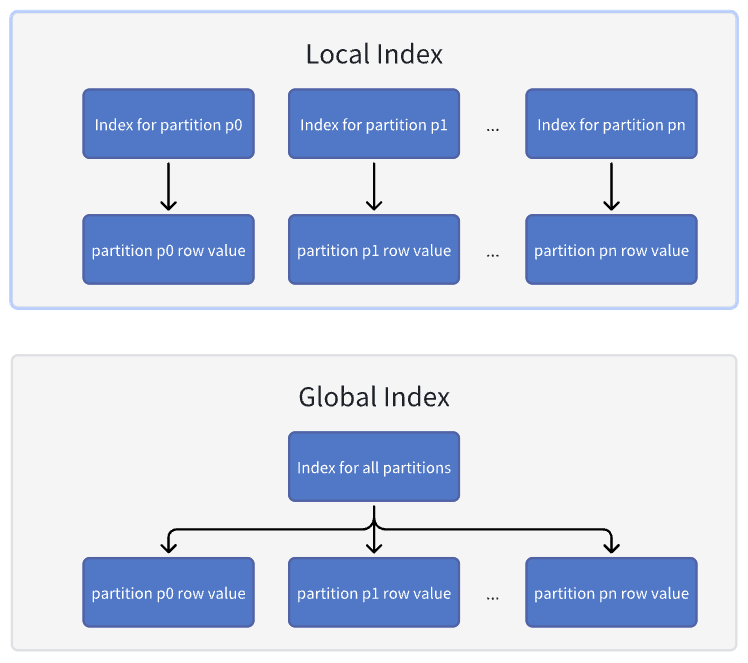 Local Index
Index for partition p0
Index for partition p1
...
Index for partition pn
partition p0 row value
partition p1 row value
...
partition pn row value
Global Index
Index for all partitions
partition p0 row value
partition p1 row value
...
partition pn row value